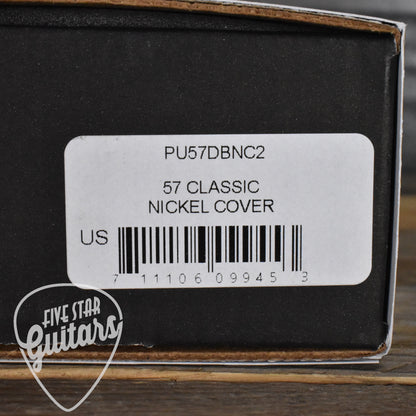 PU57DBNC2
57 CLASSIC
NICKEL COVER
US
7 11106 09945 3
FIVE STAR
Guitars